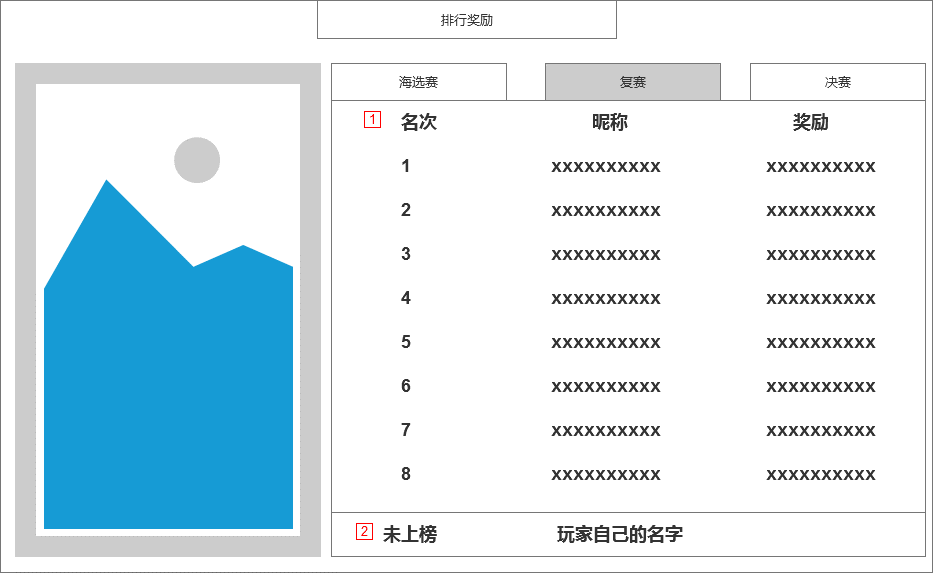 排行奖励
海选赛 复赛 决赛
1 名次 昵称 奖励
1 xxxxxxxxxx xxxxxxxxxx
2 xxxxxxxxxx xxxxxxxxxx
3 xxxxxxxxxx xxxxxxxxxx
4 xxxxxxxxxx xxxxxxxxxx
5 xxxxxxxxxx xxxxxxxxxx
6 xxxxxxxxxx xxxxxxxxxx
7 xxxxxxxxxx xxxxxxxxxx
8 xxxxxxxxxx xxxxxxxxxx
2 未上榜 玩家自己的名字